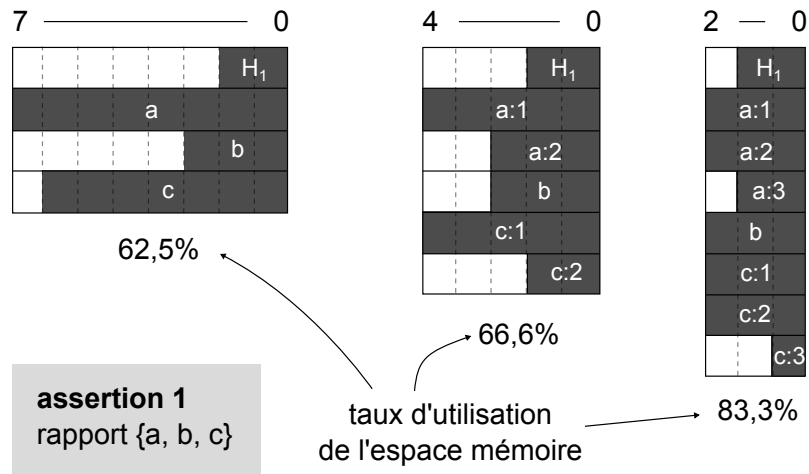 7 0
H1
a
b
c
62,5%
4 0
H1
a:1
a:2
b
c:1
c:2
66,6%
2 0
H1
a:1
a:2
a:3
b
c:1
c:2
c:3
83,3%
assertion 1
rapport {a, b, c}
taux d'utilisation
de l'espace mémoire